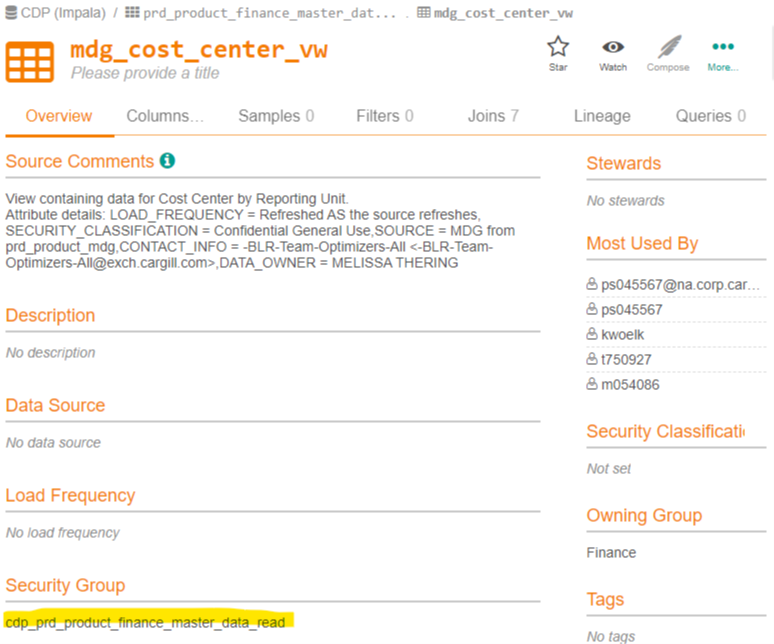 CDP (Impala) / prd_product_finance_master_dat... . mdg_cost_center_vw
mdg_cost_center_vw
Please provide a title
Star
Watch
Compose
More...
Overview
Columns...
Samples 0
Filters 0
Joins 7
Lineage
Queries 0
Source Comments
View containing data for Cost Center by Reporting Unit.
Attribute details: LOAD_FREQUENCY = Refreshed AS the source refreshes,
SECURITY_CLASSIFICATION = Confidential General Use,SOURCE = MDG from
prd_product_mdg,CONTACT_INFO = -BLR-Team-Optimizers-All <-BLR-Team-
Optimizers-All@exch.cargill.com>,DATA_OWNER = MELISSA THERING
Description
No description
Data Source
No data source
Load Frequency
No load frequency
Security Group
cdp_prd_product_finance_master_data_read
Stewards
No stewards
Most Used By
ps045567@na.corp.car...
ps045567
kwoelk
t750927
m054086
Security Classificati
Not set
Owning Group
Finance
Tags
No tags